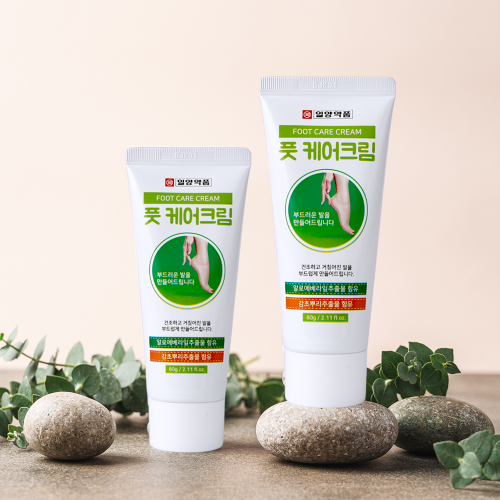 일양약품
FOOT CARE CREAM
풋 케어크림
부드러운 발을
만들어드립니다
건조하고 거칠어진 발을
부드럽게 만들어드립니다.
알로에베라잎추출물 함유
감초뿌리추출물 함유
60g / 2.11 fl.oz.
일양약품
FOOT CARE CREAM
풋 케어크림
부드러운 발을
만들어드립니다
건조하고 거칠어진 발을
부드럽게 만들어드립니다.
알로에베라잎추출물 함유
감초뿌리추출물 함유
60g / 2.11 fl.oz.